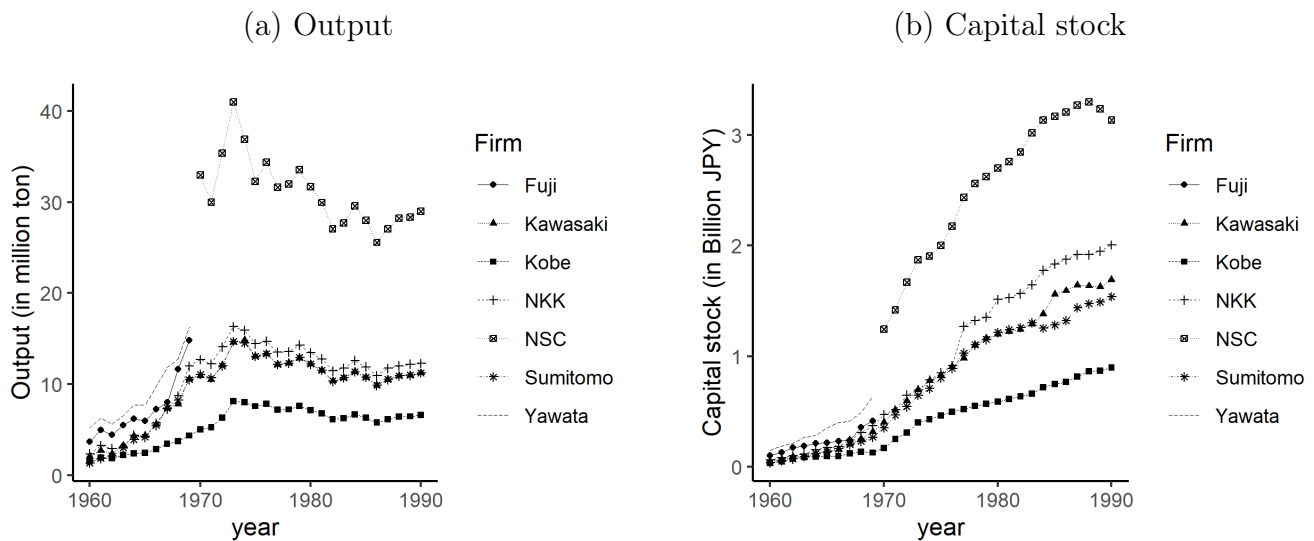 (a) Output
Output (in million ton)
40
30
20
10
0
1960
1970
1980
1990
year
Firm
Fuji
Kawasaki
Kobe
NKK
NSC
Sumitomo
Yawata
(b) Capital stock
Capital stock (in Billion JPY)
3
2
1
0
1960
1970
1980
1990
year
Firm
Fuji
Kawasaki
Kobe
NKK
NSC
Sumitomo
Yawata